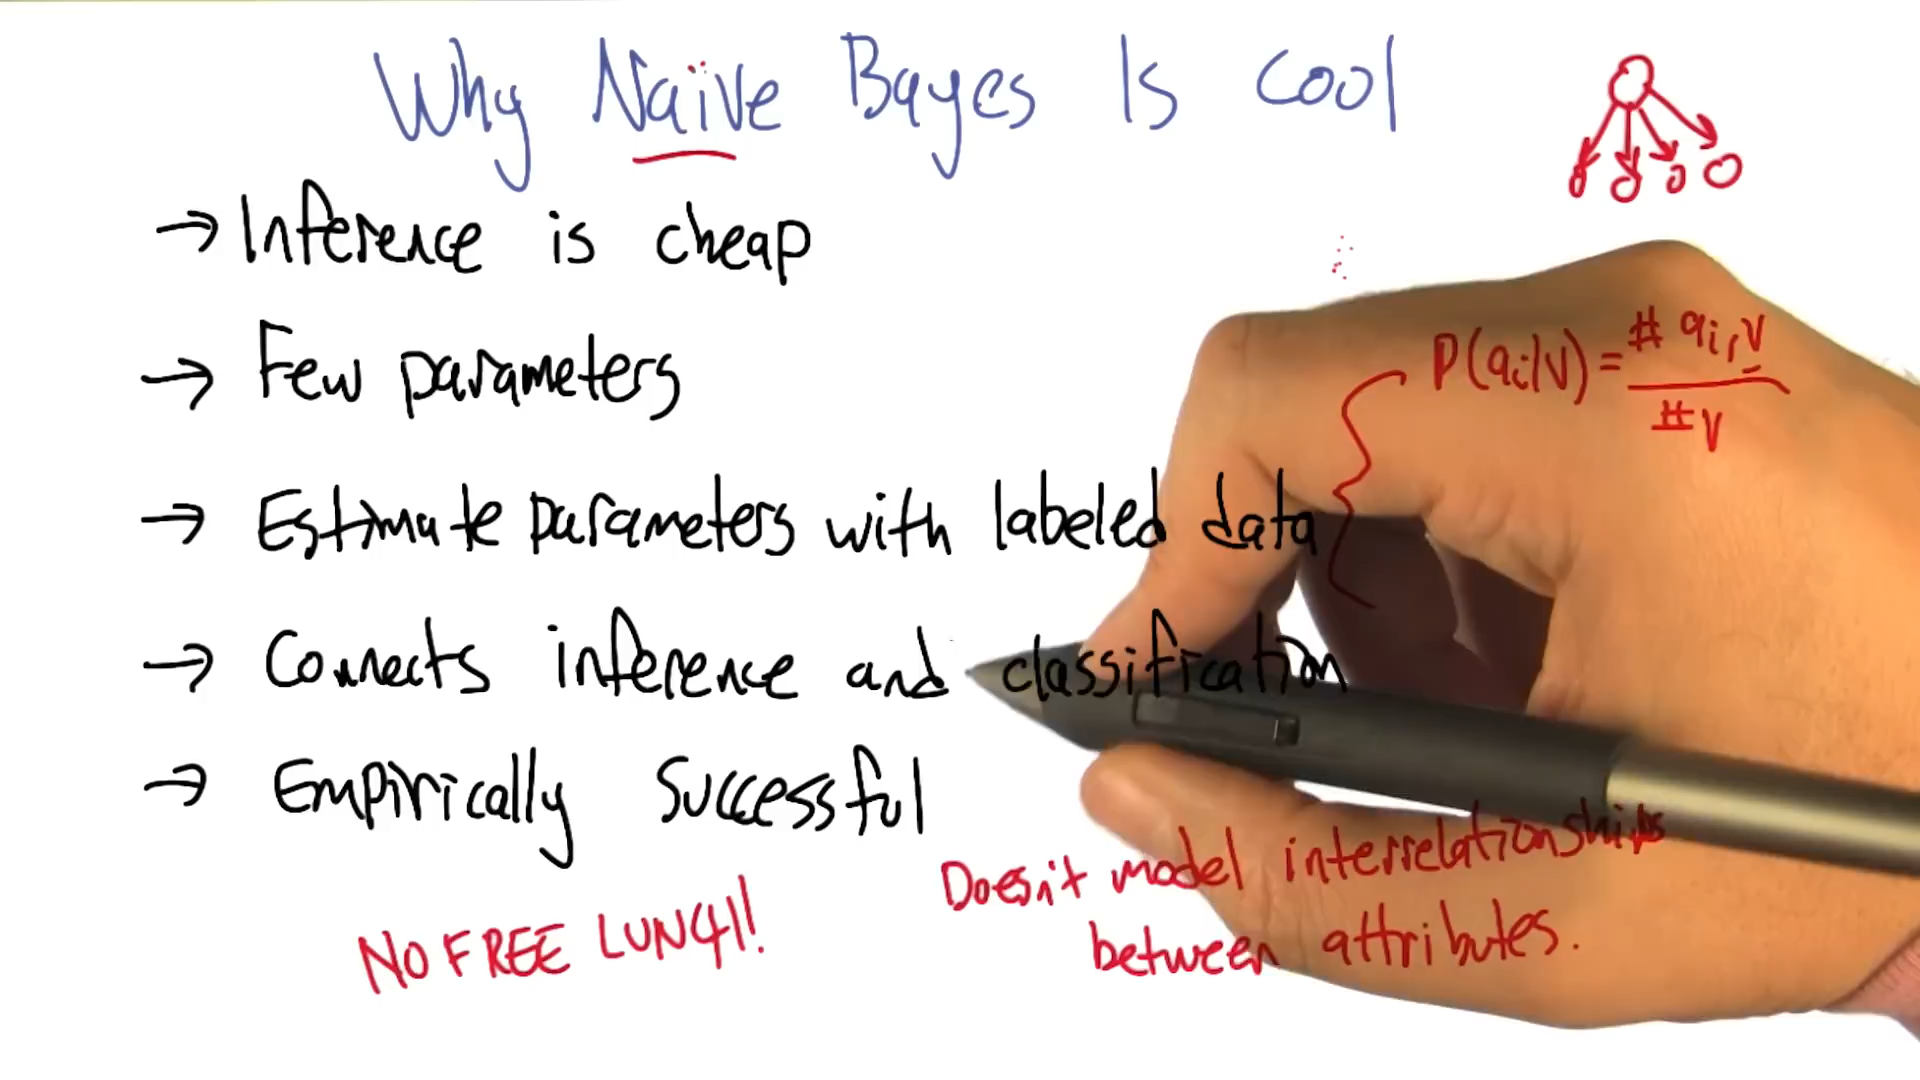 Why Naïve Bayes Is Cool
→ Inference is cheap
→ Few parameters
P(ai|V) = # ai, V / # V
→ Estimate parameters with labeled data
→ Connects inference and classification
→ Empirically successful
Doesn't model interrelationships
between attributes.
NO FREE LUNCH!